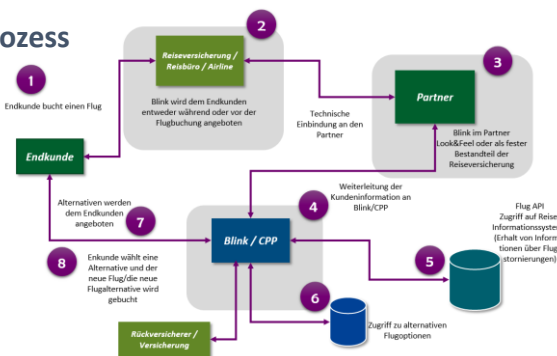 ozess
1
Endkunde bucht einen Flug
2
Reiseversicherung /
Reisbüro / Airline
Blink wird dem Endkunden
entweder während oder vor der
Flugbuchung angeboten
Technische
Einbindung an den
Partner
3
Partner
Blink im Partner
Look&Feel oder als fester
Bestandteil der
Reiseversicherung
Endkunde
Alternativen werden
dem Endkunden
angeboten
7
8
Enkunde wählt eine
Alternative und der
neue Flug/die neue
Flugalternative wird
gebucht
Weiterleitung der
Kundeninformation an
Blink/CPP
4
Blink / CPP
5
Flug API
Zugriff auf Reise
Informationssystem
(Erhalt von Inform
tionen über Flug
stornierungen)
6
Zugriff zu alternativen
Flugoptionen
Rückversicherer /
Versicherung